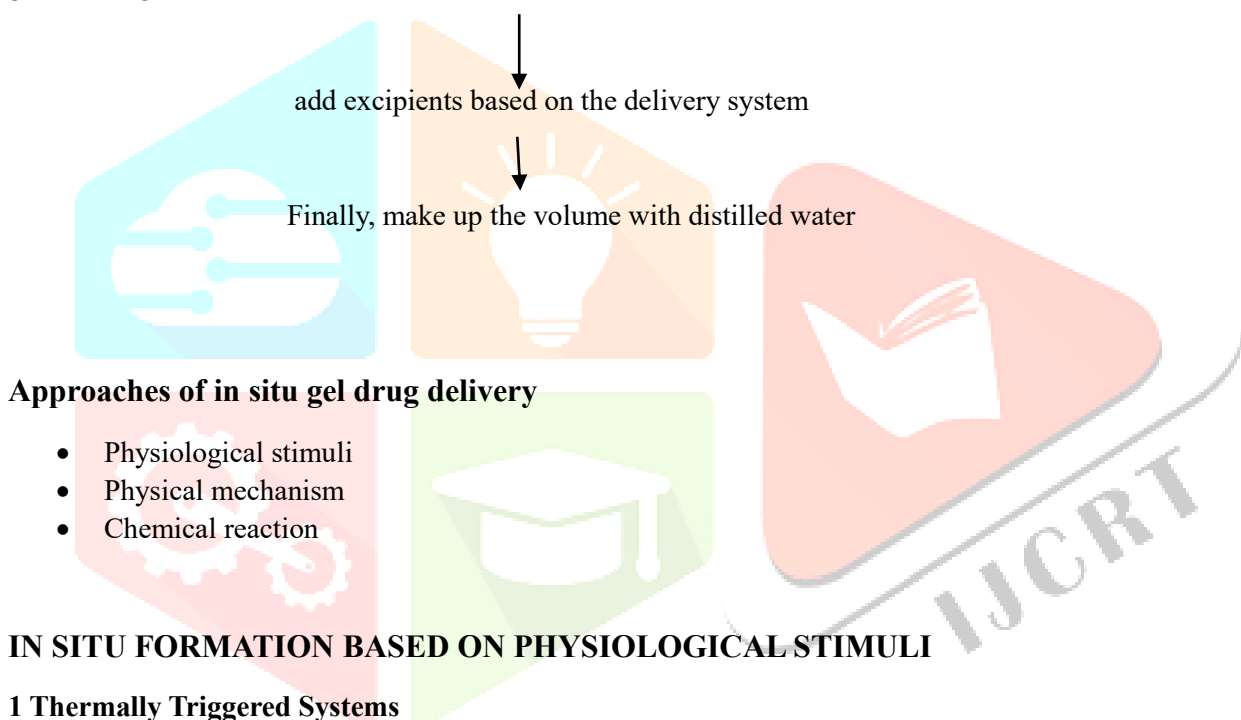 add excipients based on the delivery system
Finally, make up the volume with distilled water
Approaches of in situ gel drug delivery
• Physiological stimuli
• Physical mechanism
• Chemical reaction
IJCRT
IN SITU FORMATION BASED ON PHYSIOLOGICAL STIMULI
1 Thermally Triggered Systems